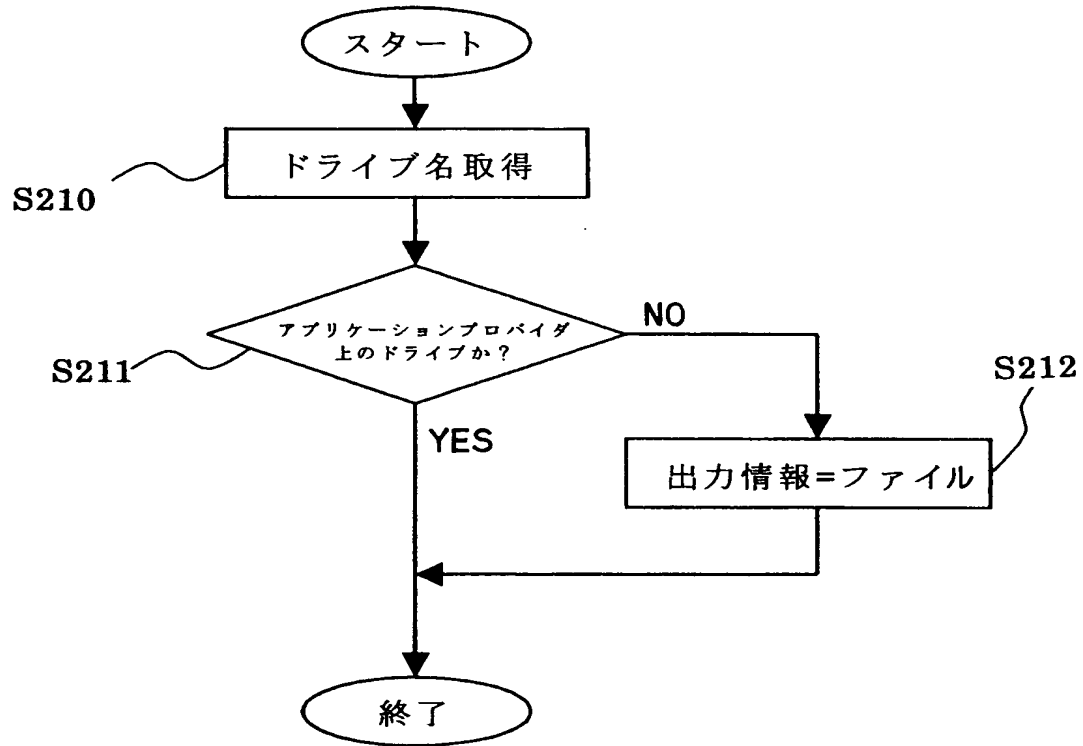 スタート
ドライブ名取得
S210
アプリケーションプロバイダ
上のドライブか?
S211
NO
YES
S212
出力情報=ファイル
終了